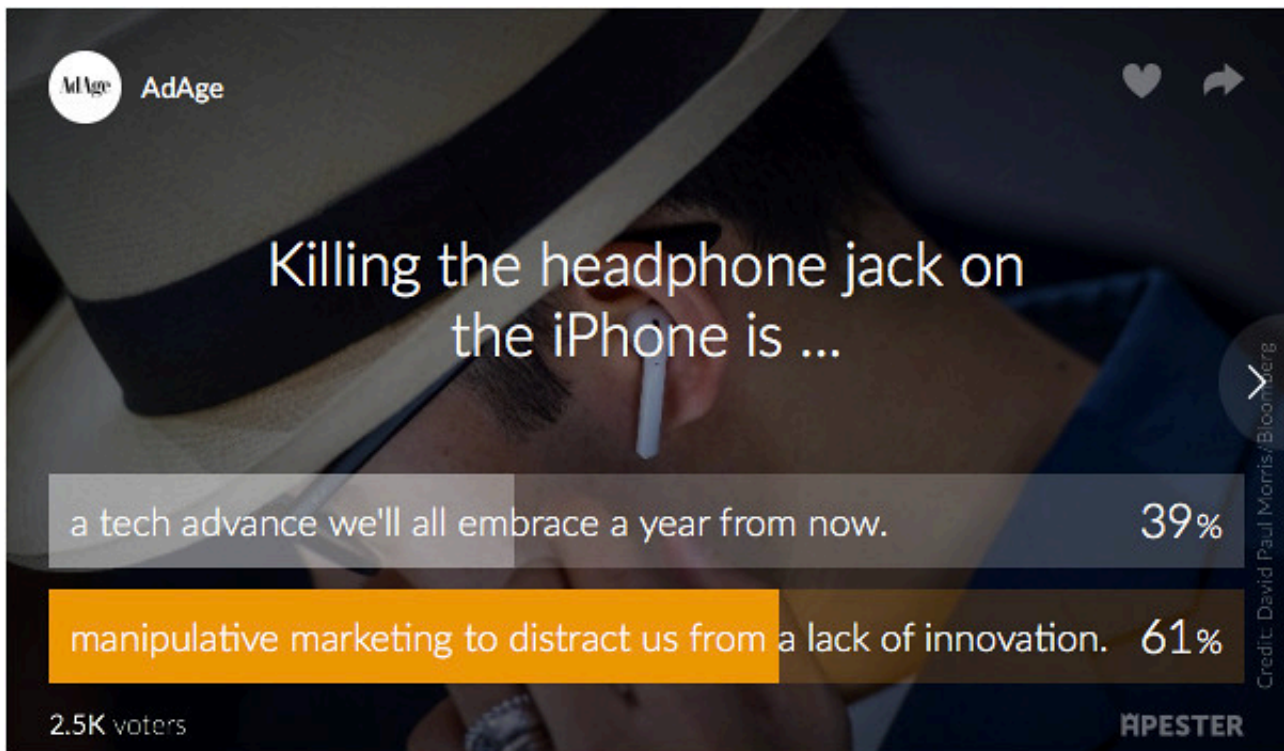 AdAge
AdAge
Killing the headphone jack on
the iPhone is ...
a tech advance we'll all embrace a year from now.
39%
manipulative marketing to distract us from a lack of innovation.
61%
2.5K voters
APESTER
Credit: David Paul Morris/Bloomberg